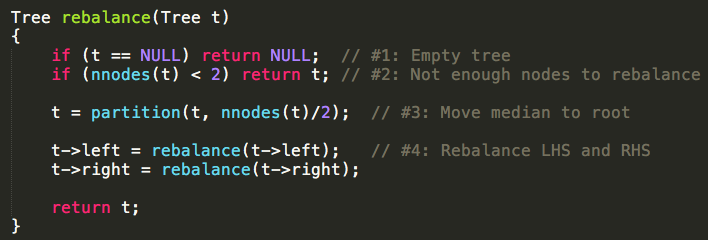 Tree rebalance(Tree t)
{
    if (t == NULL) return NULL;  // #1: Empty tree
    if (nnodes(t) < 2) return t; // #2: Not enough nodes to rebalance
    t = partition(t, nnodes(t)/2);  // #3: Move median to root
    t->left = rebalance(t->left);   // #4: Rebalance LHS and RHS
    t->right = rebalance(t->right);
    return t;
}